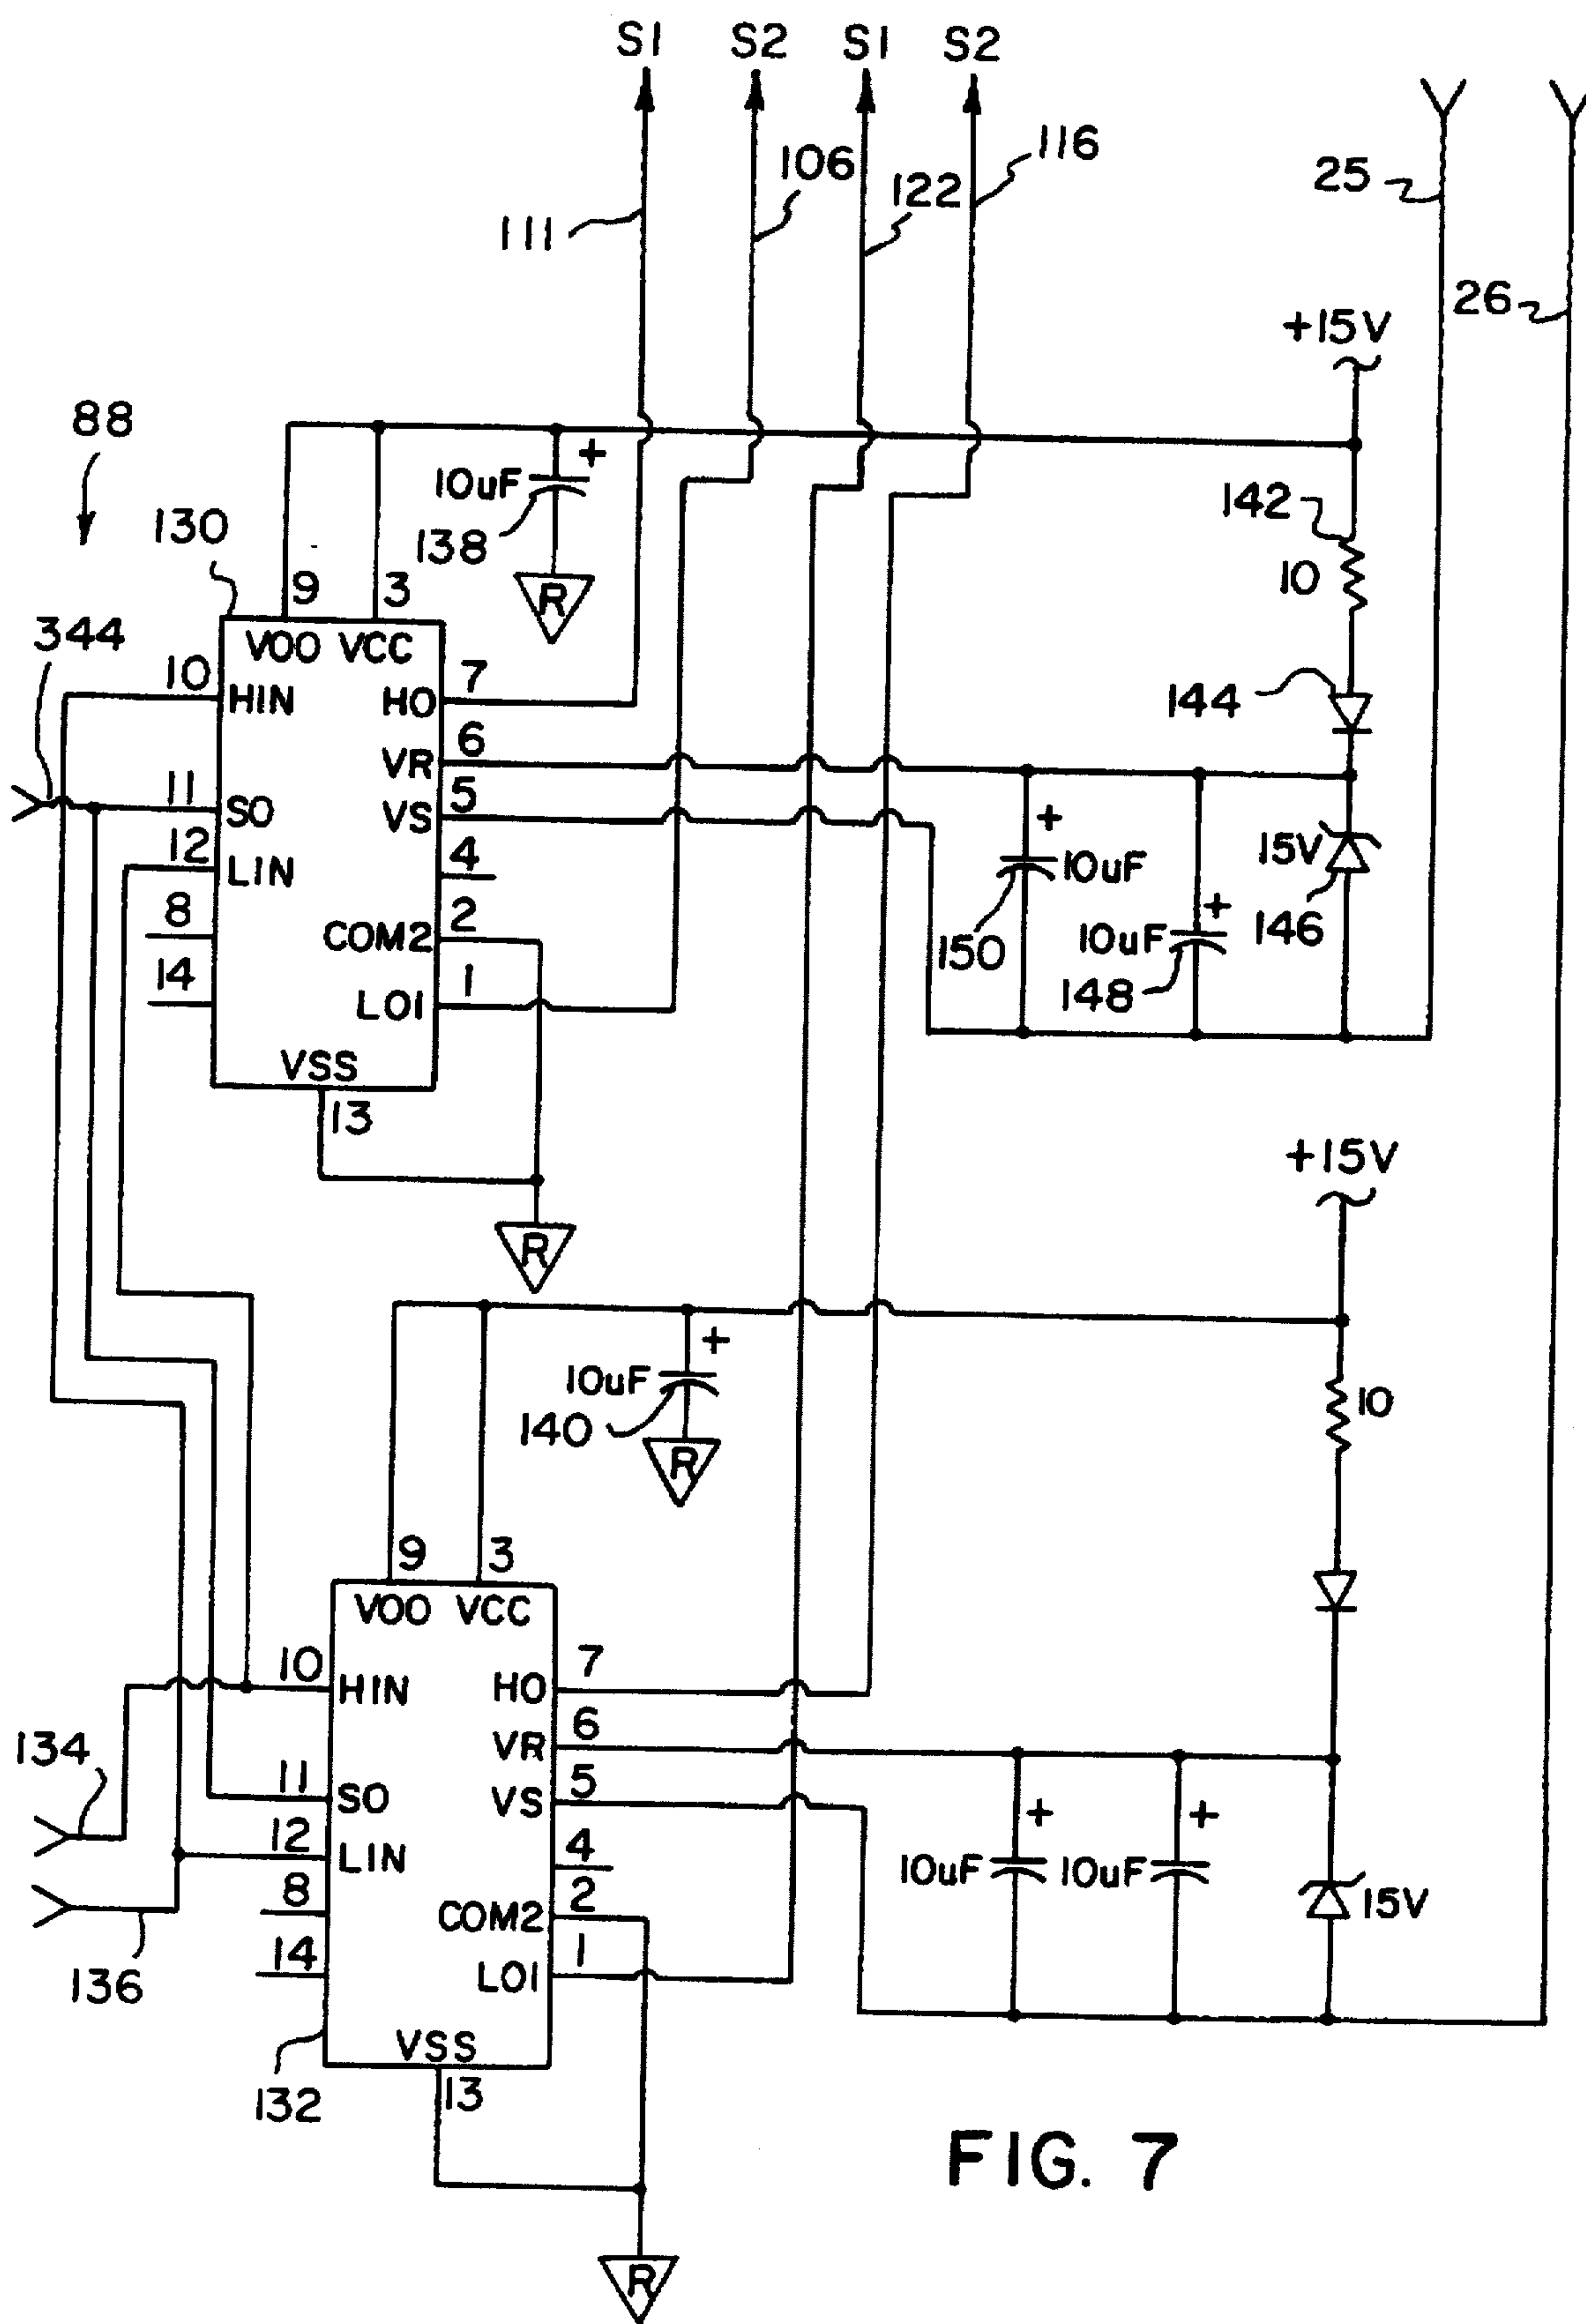 S1 S2 S1 S2
106 116
111 122 25
26
+15V
88
10uF + 142
130 138
9 3 R 10
344 VOO VCC
10 HIN HO 7 144
VR 6
11 SO VS 5
12 LIN 4 + 10uF 15V
8 COM2 2 150 10uF + 146
14 LO1 1 148
VSS
13
+15V
R
+
10uF 10
140
R
9 3
VOO VCC
10 HIN HO 7
134 VR 6
11 SO VS 5
12 LIN 4 + +
8 COM2 2 10uF 10uF 15V
136 14 LO1 1
VSS
132 13
FIG. 7
R